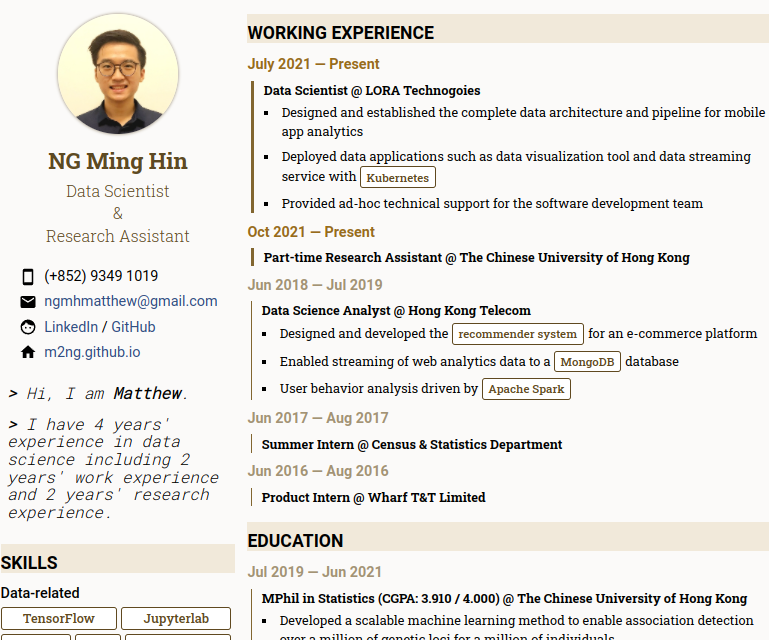 NG Ming Hin
Data Scientist
&
Research Assistant
(+852) 9349 1019
ngmhmatthew@gmail.com
LinkedIn / GitHub
m2ng.github.io
> Hi, I am Matthew.
> I have 4 years'
experience in data
science including 2
years' work experience
and 2 years' research
experience.
SKILLS
Data-related
TensorFlow Jupyterlab
WORKING EXPERIENCE
July 2021 — Present
Data Scientist @ LORA Technogoies
▪ Designed and established the complete data architecture and pipeline for mobile
app analytics
▪ Deployed data applications such as data visualization tool and data streaming
service with Kubernetes
▪ Provided ad-hoc technical support for the software development team
Oct 2021 — Present
Part-time Research Assistant @ The Chinese University of Hong Kong
Jun 2018 — Jul 2019
Data Science Analyst @ Hong Kong Telecom
▪ Designed and developed the recommender system for an e-commerce platform
▪ Enabled streaming of web analytics data to a MongoDB database
▪ User behavior analysis driven by Apache Spark
Jun 2017 — Aug 2017
Summer Intern @ Census & Statistics Department
Jun 2016 — Aug 2016
Product Intern @ Wharf T&T Limited
EDUCATION
Jul 2019 — Jun 2021
MPhil in Statistics (CGPA: 3.910 / 4.000) @ The Chinese University of Hong Kong
▪ Developed a scalable machine learning method to enable association detection
over a million of genetic loci for a million of individuals